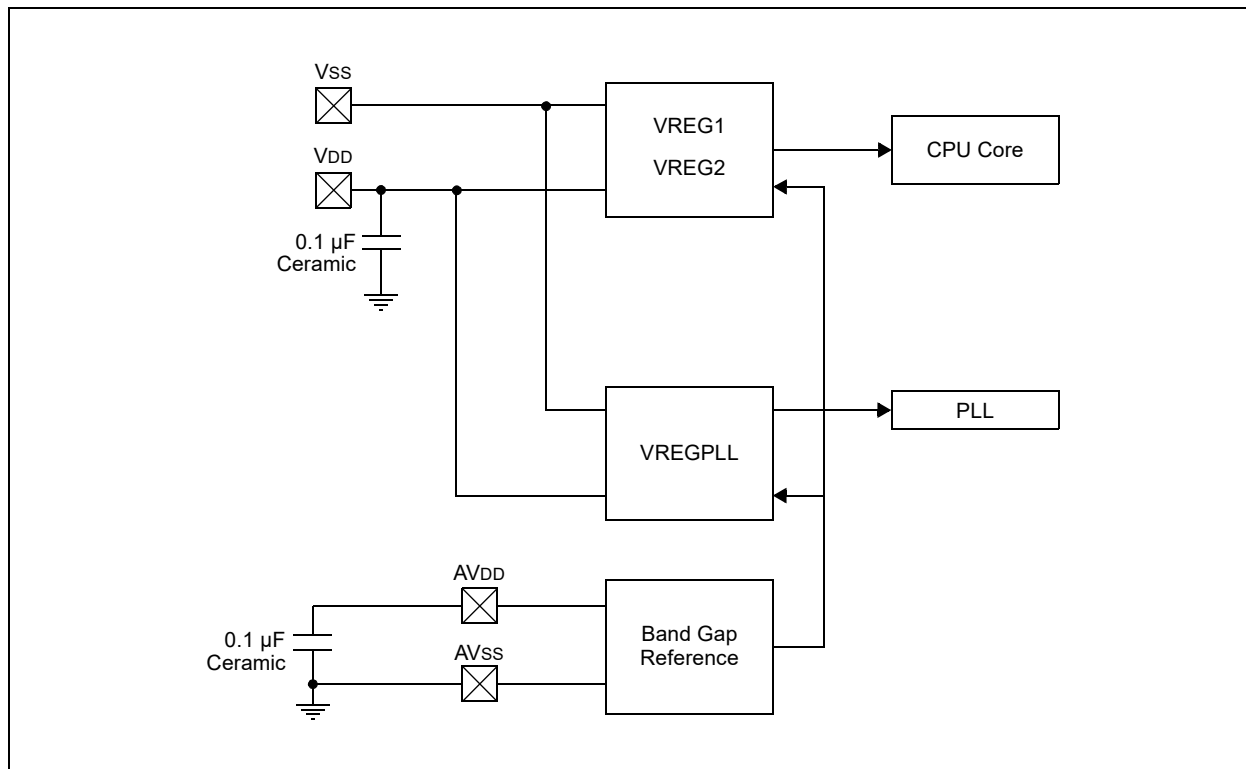 VSS
VREG1
VREG2
CPU Core
VDD
0.1 µF
Ceramic
VREGPLL
PLL
AVDD
Band Gap
Reference
0.1 µF
Ceramic
AVSS